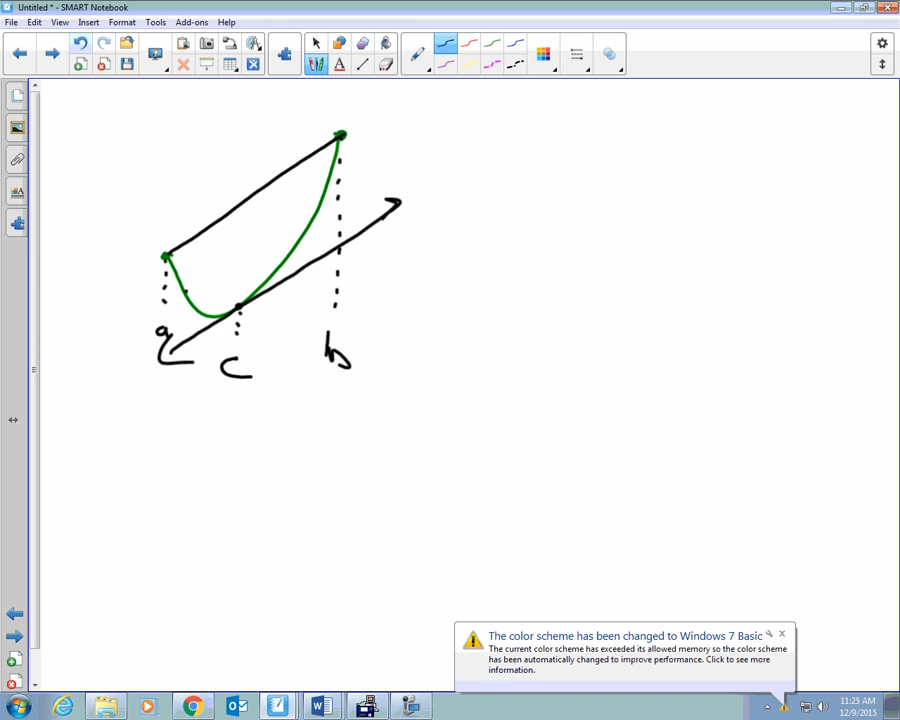 Untitled * - SMART Notebook
File Edit View Insert Format Tools Add-ons Help
a
c
b
The color scheme has been changed to Windows 7 Basic
The current color scheme has exceeded its allowed memory so the color scheme
has been automatically changed to improve performance. Click to see more
information.
11:25 AM
12/9/2015